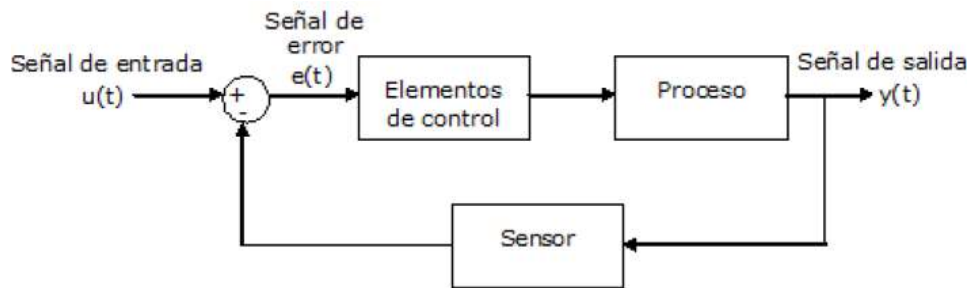 Señal de entrada
u(t)
+
-
Señal de
error
e(t)
Elementos
de control
Proceso
Señal de salida
y(t)
Sensor